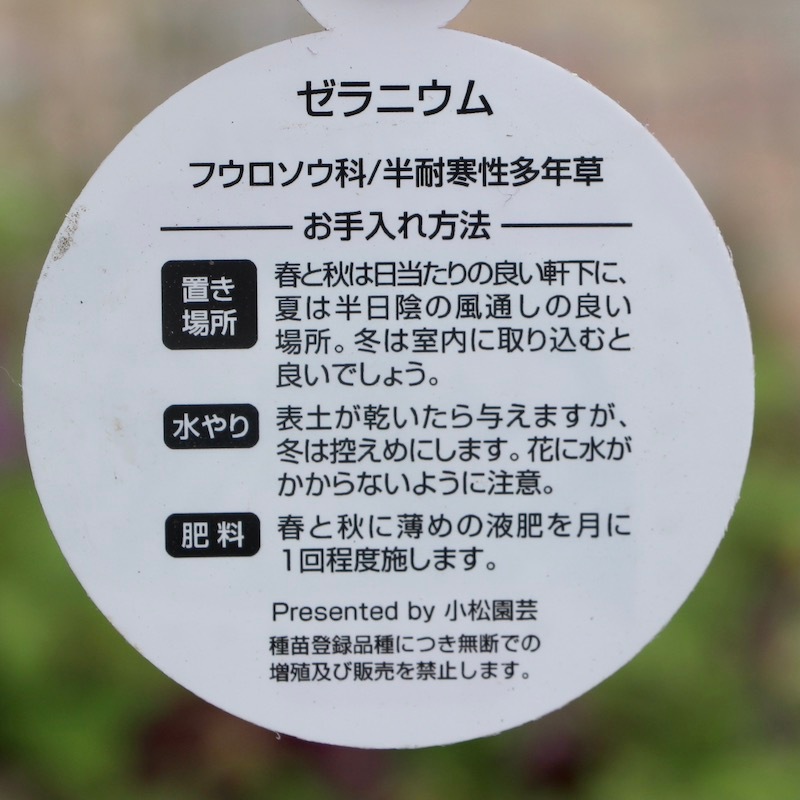 ゼラニウム
フウロソウ科/半耐寒性多年草
お手入れ方法
置き
場所
春と秋は日当たりの良い軒下に、
夏は半日陰の風通しの良い
場所。冬は室内に取り込むと
良いでしょう。
水やり
表土が乾いたら与えますが、
冬は控えめにします。花に水が
かからないように注意。
肥料
春と秋に薄めの液肥を月に
1回程度施します。
Presented by 小松園芸
種苗登録品種につき無断での
増殖及び販売を禁止します。